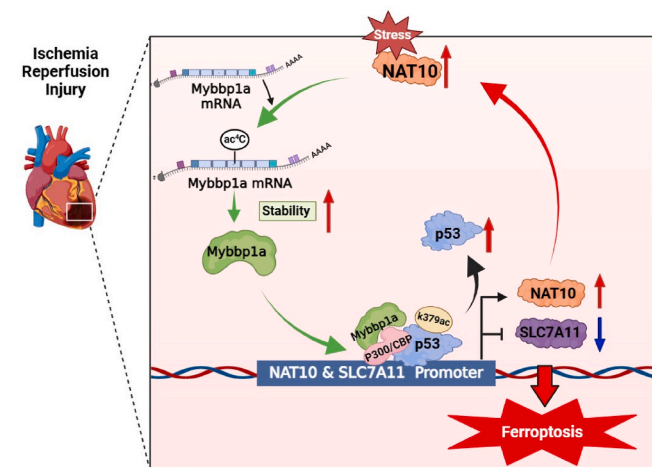 Ischemia
Reperfusion
Injury
Stress
NAT10
AAAA
Mybbp1a
mRNA
ac⁴C
AAAA
Mybbp1a mRNA
Stability
Mybbp1a
p53
NAT10
SLC7A11
Mybbp1a
k379ac
P300/CBP
p53
NAT10 & SLC7A11 Promoter
Ferroptosis